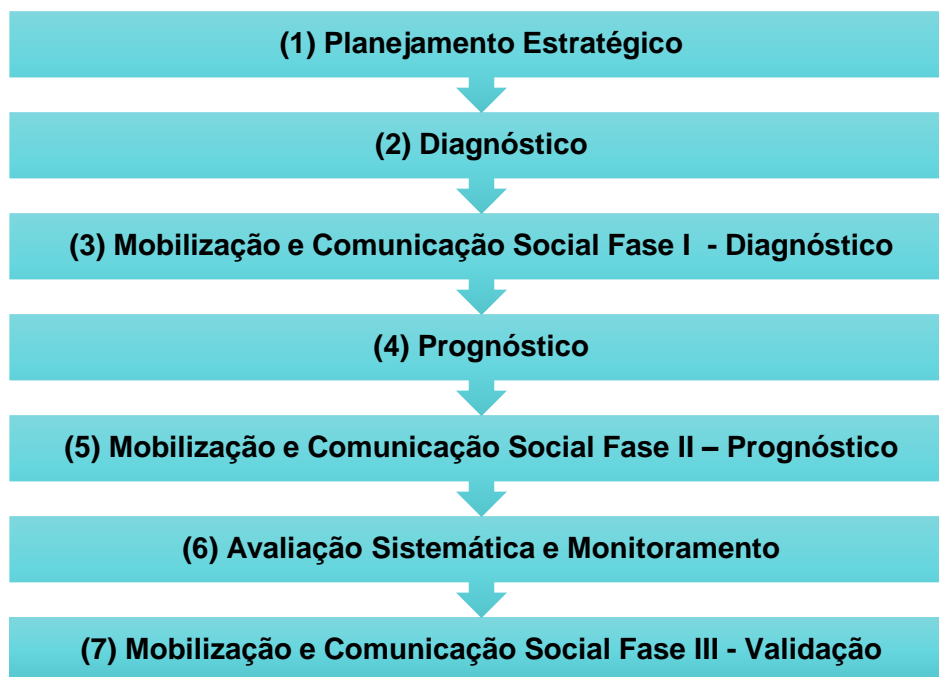 (1) Planejamento Estratégico
(2) Diagnóstico
(3) Mobilização e Comunicação Social Fase I - Diagnóstico
(4) Prognóstico
(5) Mobilização e Comunicação Social Fase II – Prognóstico
(6) Avaliação Sistemática e Monitoramento
(7) Mobilização e Comunicação Social Fase III - Validação